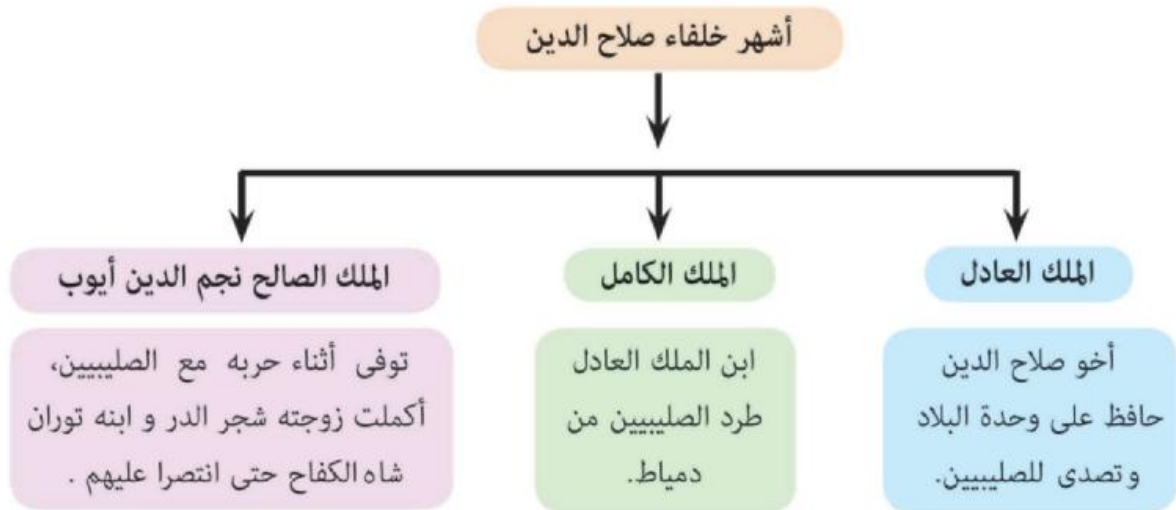 أشهر خلفاء صلاح الدين
الملك العادل
أخو صلاح الدين
حافظ على وحدة البلاد
وتصدى للصليبيين.
الملك الكامل
ابن الملك العادل
طرد الصليبيين من
دمياط.
الملك الصالح نجم الدين أيوب
توفى أثناء حربه مع الصليبيين،
أكملت زوجته شجر الدر و ابنه توران
شاه الكفاح حتى انتصرا عليهم .